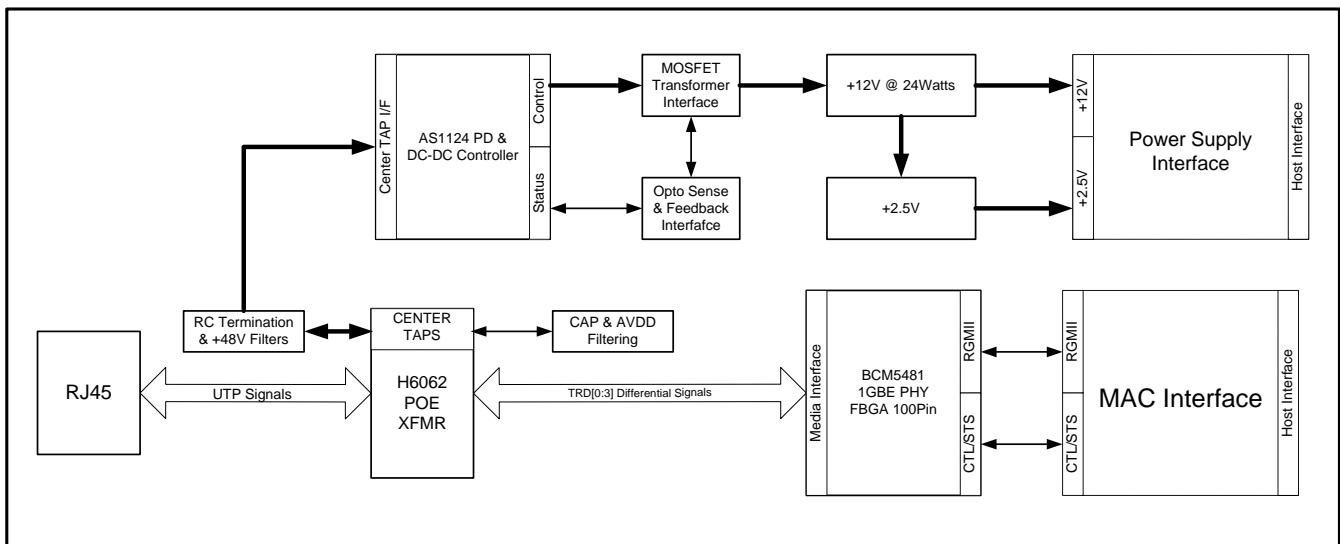 Center TAP I/F
AS1124 PD &
DC-DC Controller
Control
Status
MOSFET
Transformer
Interface
Opto Sense
& Feedback
Interfafce
+12V @ 24Watts
+2.5V
+12V
+2.5V
Power Supply
Interface
Host Interface
RJ45
UTP Signals
RC Termination
& +48V Filters
CENTER
TAPS
H6062
POE
XFMR
CAP & AVDD
Filtering
TRD[0:3] Differential Signals
Media Interface
BCM5481
1GBE PHY
FBGA 100Pin
RGMII
CTL/STS
RGMII
CTL/STS
MAC Interface
Host Interface